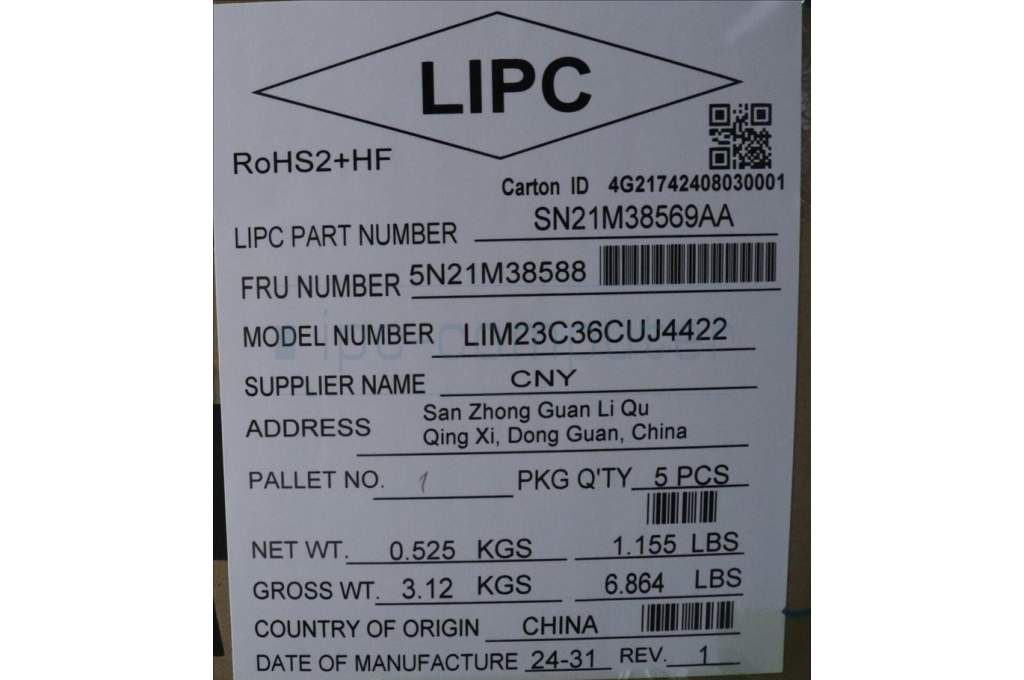 LIPC
RoHS2+HF
Carton ID 4G21742408030001
LIPC PART NUMBER SN21M38569AA
FRU NUMBER 5N21M38588
MODEL NUMBER LIM23C36CUJ4422
ipc computer
SUPPLIER NAME CNY
ADDRESS San Zhong Guan Li Qu
Qing Xi, Dong Guan, China
PALLET NO. 1 PKG Q'TY 5 PCS
NET WT. 0.525 KGS 1.155 LBS
GROSS WT. 3.12 KGS 6.864 LBS
COUNTRY OF ORIGIN CHINA
DATE OF MANUFACTURE 24-31 REV. 1